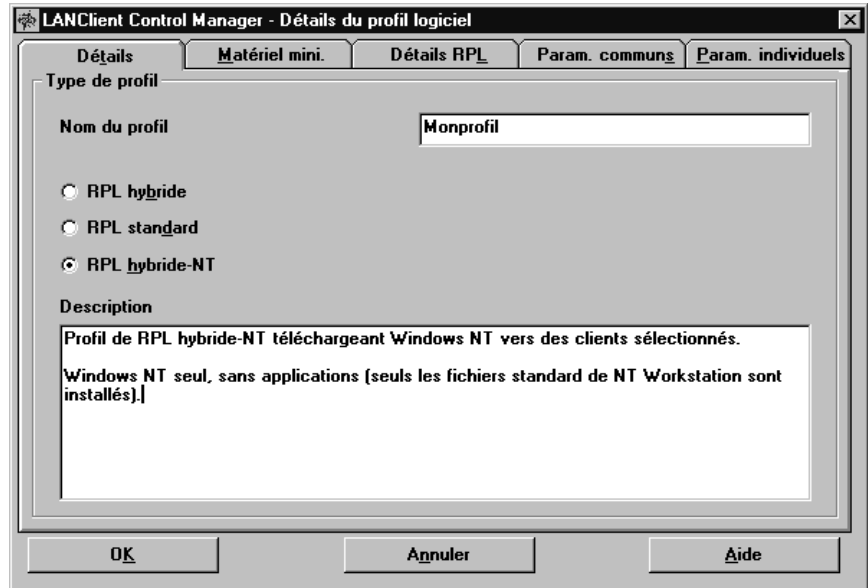 LANClient Control Manager - Détails du profil logiciel
Détails
Matériel mini.
Détails RPL
Param. communs
Param. individuels
Type de profil
Nom du profil
Monprofil
RPL hybride
RPL standard
RPL hybride-NT
Description
Profil de RPL hybride-NT téléchargeant Windows NT vers des clients sélectionnés.
Windows NT seul, sans applications (seuls les fichiers standard de NT Workstation sont
installés).
OK
Annuler
Aide